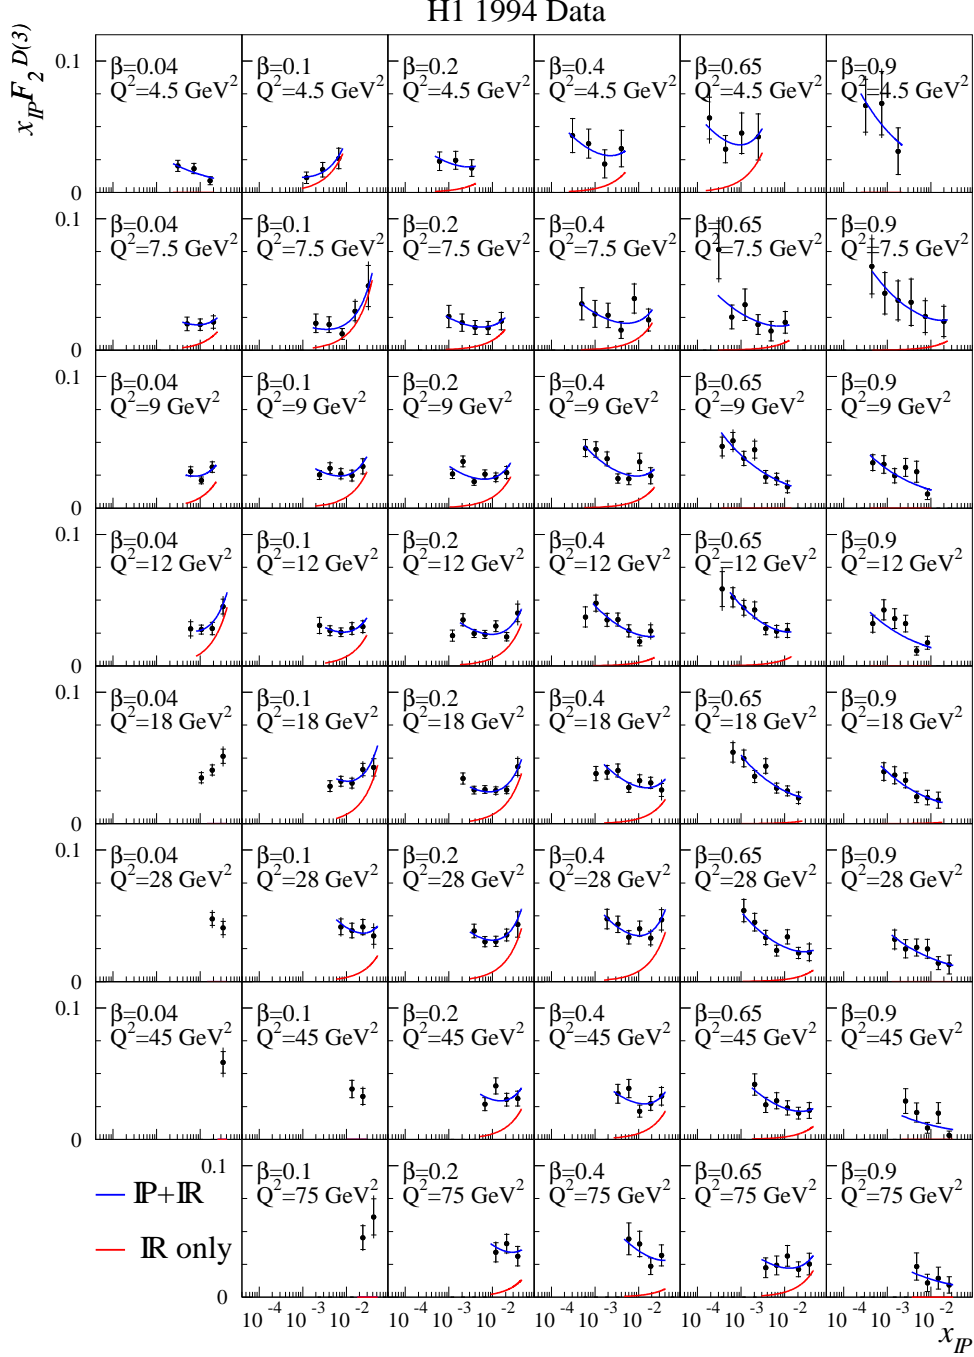 H1 1994 Data
x_IP F_2^D(3)
0.1
β=0.04 β=0.1 β=0.2 β=0.4 β=0.65 β=0.9
Q²=4.5 GeV² Q²=4.5 GeV² Q²=4.5 GeV² Q²=4.5 GeV² Q²=4.5 GeV² Q²=4.5 GeV²
0
0.1
β=0.04 β=0.1 β=0.2 β=0.4 β=0.65 β=0.9
Q²=7.5 GeV² Q²=7.5 GeV² Q²=7.5 GeV² Q²=7.5 GeV² Q²=7.5 GeV² Q²=7.5 GeV²
0
0.1
β=0.04 β=0.1 β=0.2 β=0.4 β=0.65 β=0.9
Q²=9 GeV² Q²=9 GeV² Q²=9 GeV² Q²=9 GeV² Q²=9 GeV² Q²=9 GeV²
0
0.1
β=0.04 β=0.1 β=0.2 β=0.4 β=0.65 β=0.9
Q²=12 GeV² Q²=12 GeV² Q²=12 GeV² Q²=12 GeV² Q²=12 GeV² Q²=12 GeV²
0
0.1
β=0.04 β=0.1 β=0.2 β=0.4 β=0.65 β=0.9
Q²=18 GeV² Q²=18 GeV² Q²=18 GeV² Q²=18 GeV² Q²=18 GeV² Q²=18 GeV²
0
0.1
β=0.04 β=0.1 β=0.2 β=0.4 β=0.65 β=0.9
Q²=28 GeV² Q²=28 GeV² Q²=28 GeV² Q²=28 GeV² Q²=28 GeV² Q²=28 GeV²
0
0.1
β=0.04 β=0.1 β=0.2 β=0.4 β=0.65 β=0.9
Q²=45 GeV² Q²=45 GeV² Q²=45 GeV² Q²=45 GeV² Q²=45 GeV² Q²=45 GeV²
0
0.1
β=0.1 β=0.2 β=0.4 β=0.65 β=0.9
Q²=75 GeV² Q²=75 GeV² Q²=75 GeV² Q²=75 GeV² Q²=75 GeV²
IP+IR
IR only
0
10⁻⁴ 10⁻³ 10⁻² 10⁻⁴ 10⁻³ 10⁻² 10⁻⁴ 10⁻³ 10⁻² 10⁻⁴ 10⁻³ 10⁻² 10⁻⁴ 10⁻³ 10⁻²
x_IP